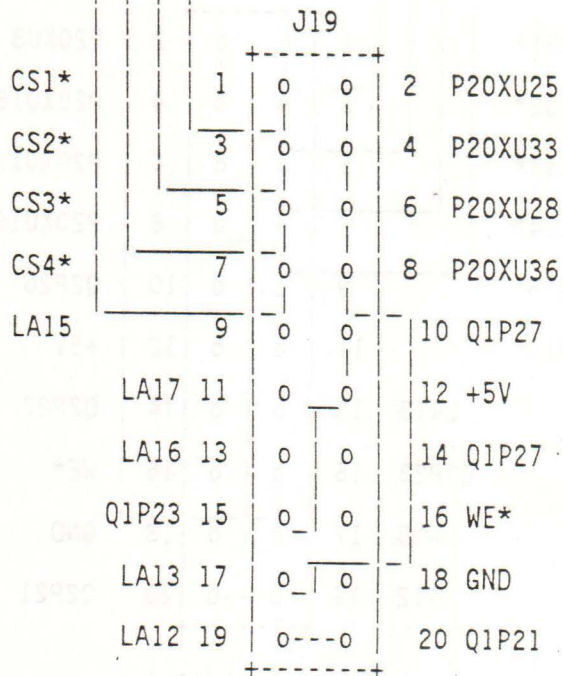 J19
CS1* 1 o o 2 P20XU25
CS2* 3 o o 4 P20XU33
CS3* 5 o o 6 P20XU28
CS4* 7 o o 8 P20XU36
LA15 9 o o 10 Q1P27
LA17 11 o o 12 +5V
LA16 13 o o 14 Q1P27
Q1P23 15 o o 16 WE*
LA13 17 o o 18 GND
LA12 19 o---o 20 Q1P21